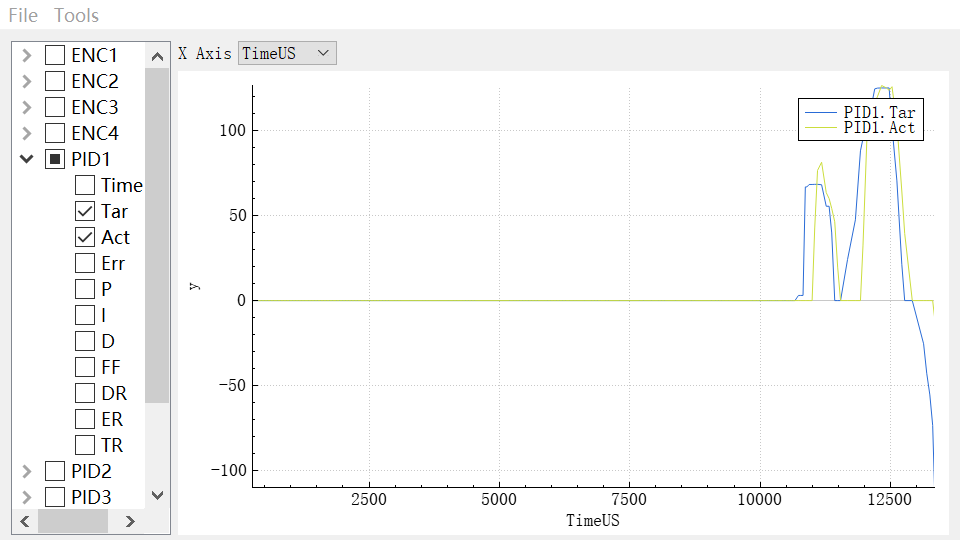 File Tools
ENC1
ENC2
ENC3
ENC4
PID1
Time
Tar
Act
Err
P
I
D
FF
DR
ER
TR
PID2
PID3
X Axis TimeUS
PID1.Tar
PID1.Act
100
50
0
-50
-100
y
2500 5000 7500 10000 12500
TimeUS